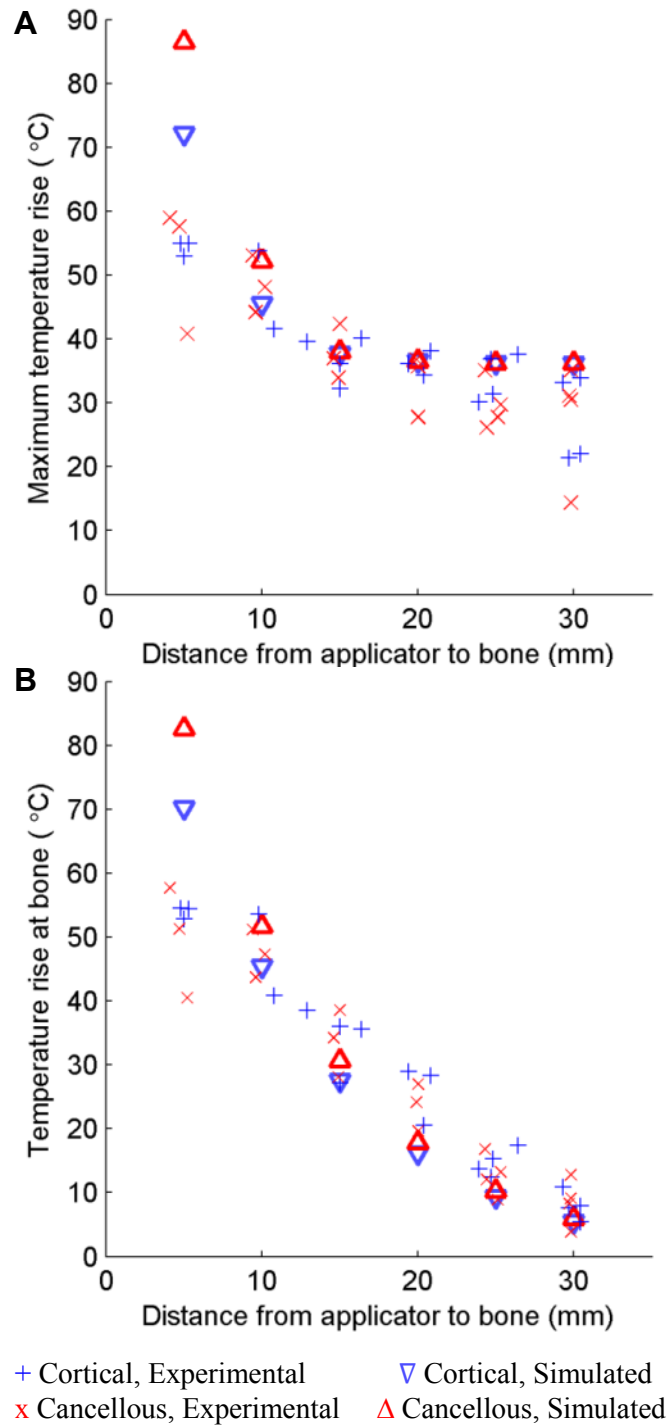 A
90
80
70
60
50
40
30
20
10
0
Maximum temperature rise ( °C)
0 10 20 30
Distance from applicator to bone (mm)
B
90
80
70
60
50
40
30
20
10
0
Temperature rise at bone ( °C)
0 10 20 30
Distance from applicator to bone (mm)
+ Cortical, Experimental ∇ Cortical, Simulated
x Cancellous, Experimental Δ Cancellous, Simulated